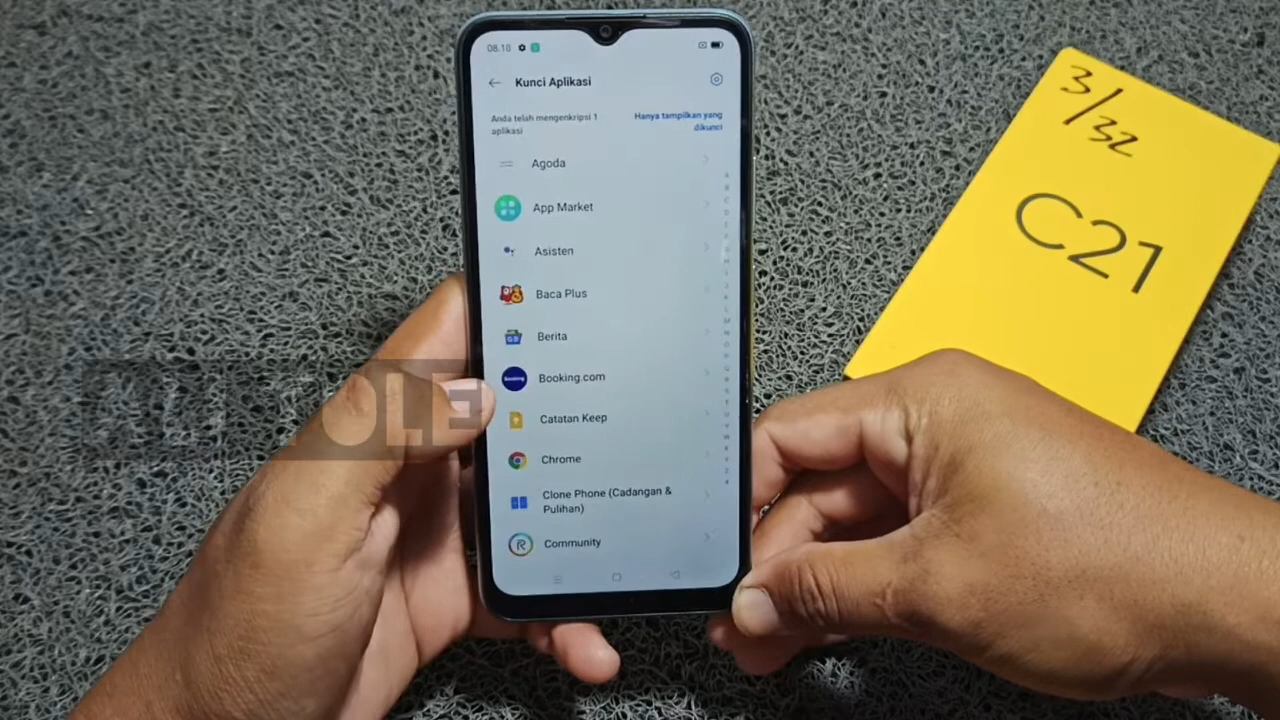 08.10
Kunci Aplikasi
Anda telah mengenkripsi 1
aplikasi
Hanya tampilkan yang
dikunci
Agoda
App Market
Asisten
Baca Plus
Berita
Booking.com
Catatan Keep
Chrome
Clone Phone (Cadangan &
Pulihan)
Community
3/32
C21